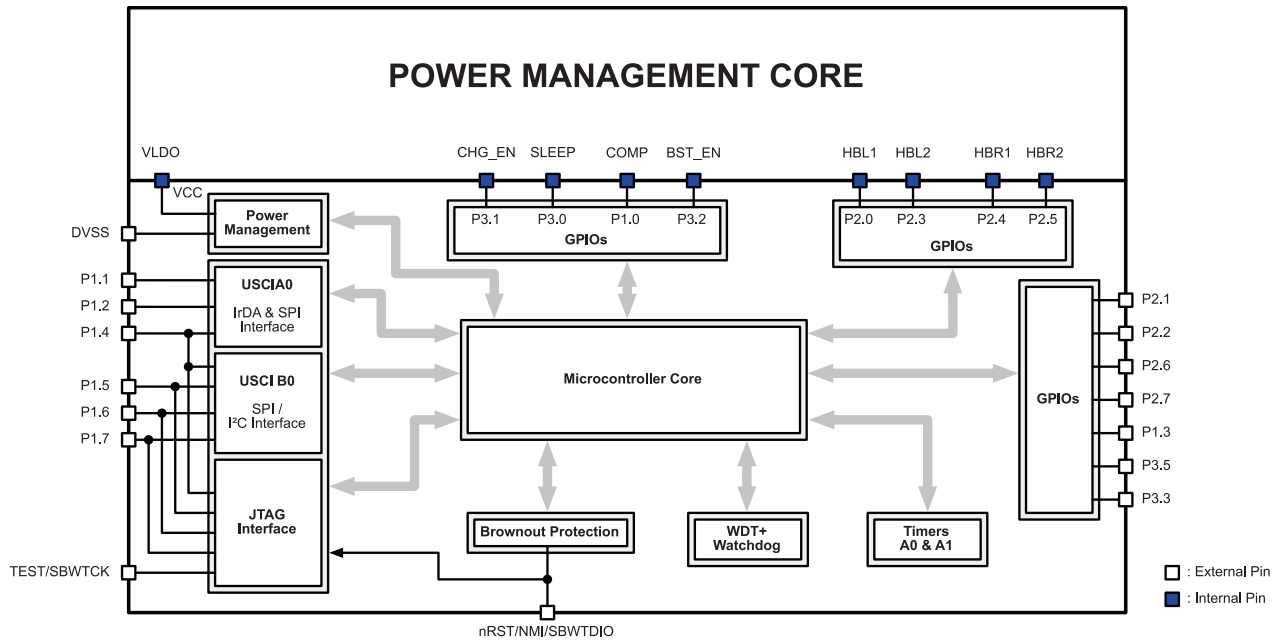 POWER MANAGEMENT CORE
VLDO
CHG_EN
SLEEP
COMP
BST_EN
HBL1
HBL2
HBR1
HBR2
VCC
Power
Management
DVSS
P3.1
P3.0
P1.0
P3.2
GPIOs
P2.0
P2.3
P2.4
P2.5
GPIOs
P1.1
P1.2
P1.4
USCIA0
IrDA & SPI
Interface
P1.5
P1.6
P1.7
USCI B0
SPI /
I²C Interface
Microcontroller Core
GPIOs
P2.1
P2.2
P2.6
P2.7
P1.3
P3.5
P3.3
JTAG
Interface
Brownout Protection
WDT+
Watchdog
Timers
A0 & A1
TEST/SBWTCK
nRST/NMI/SBWTDIO
: External Pin
: Internal Pin